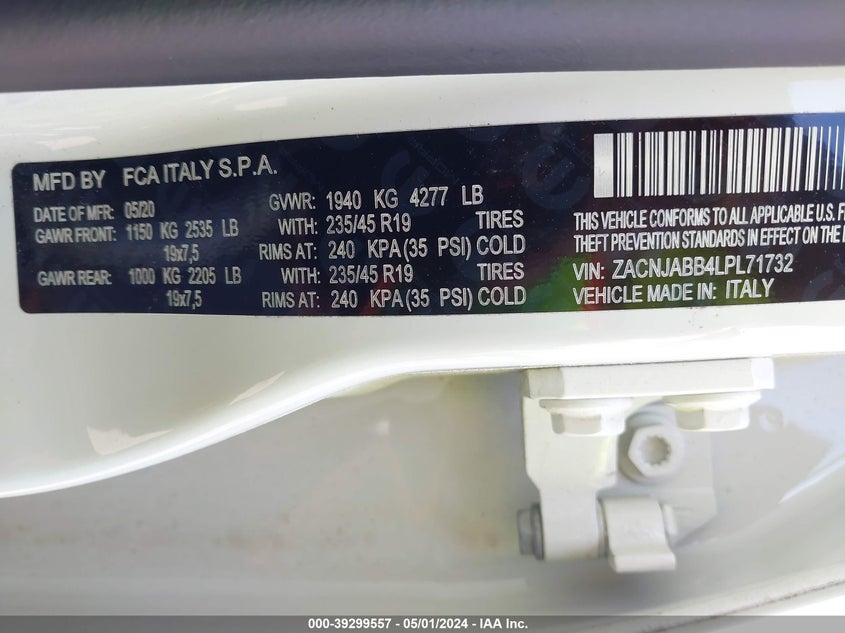 MFD BY FCA ITALY S.P.A.
DATE OF MFR: 05/20
GAWR FRONT: 1150 KG 2535 LB
19x7,5
GAWR REAR: 1000 KG 2205 LB
19x7,5
GVWR: 1940 KG 4277 LB
WITH: 235/45 R19 TIRES
RIMS AT: 240 KPA(35 PSI) COLD
WITH: 235/45 R19 TIRES
RIMS AT: 240 KPA(35 PSI) COLD
THIS VEHICLE CONFORMS TO ALL APPLICABLE U.S.
THEFT PREVENTION STANDARDS IN EFFECT ON THE
VIN: ZACNJABB4LPL71732
VEHICLE MADE IN: ITALY
000-39299557 - 05/01/2024 - IAA Inc.